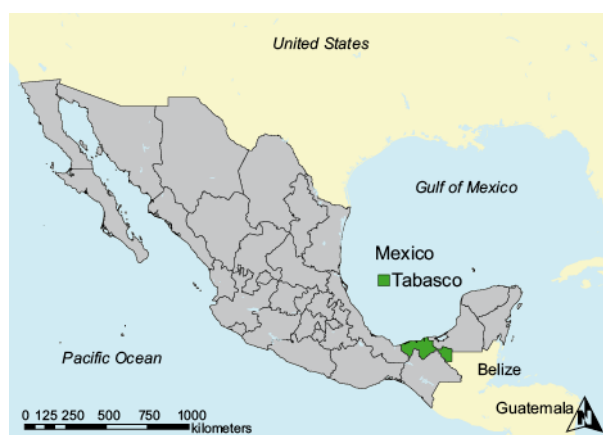 United States
Gulf of Mexico
Mexico
Tabasco
Pacific Ocean
Belize
Guatemala
N
0 125 250 500 750 1000
kilometers